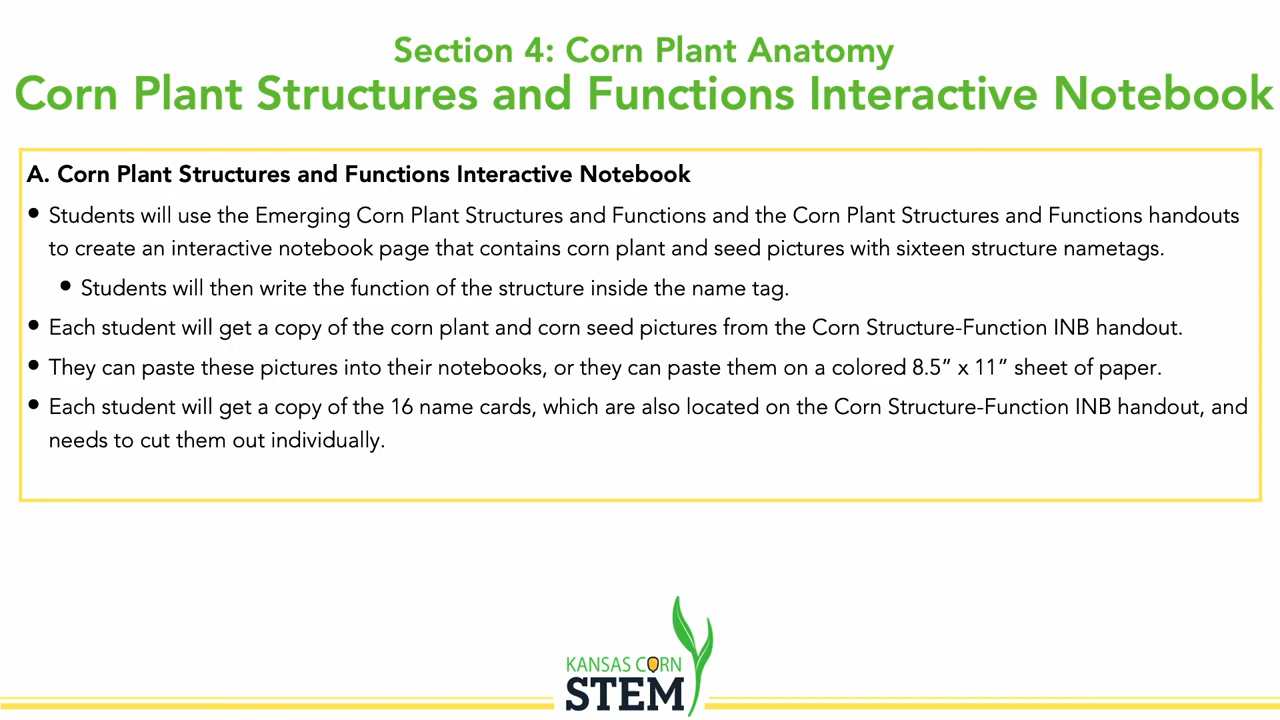 Section 4: Corn Plant Anatomy
Corn Plant Structures and Functions Interactive Notebook
A. Corn Plant Structures and Functions Interactive Notebook
• Students will use the Emerging Corn Plant Structures and Functions and the Corn Plant Structures and Functions handouts
to create an interactive notebook page that contains corn plant and seed pictures with sixteen structure nametags.
• Students will then write the function of the structure inside the name tag.
• Each student will get a copy of the corn plant and corn seed pictures from the Corn Structure-Function INB handout.
• They can paste these pictures into their notebooks, or they can paste them on a colored 8.5” x 11” sheet of paper.
• Each student will get a copy of the 16 name cards, which are also located on the Corn Structure-Function INB handout, and
needs to cut them out individually.
KANSAS CORN
STEM